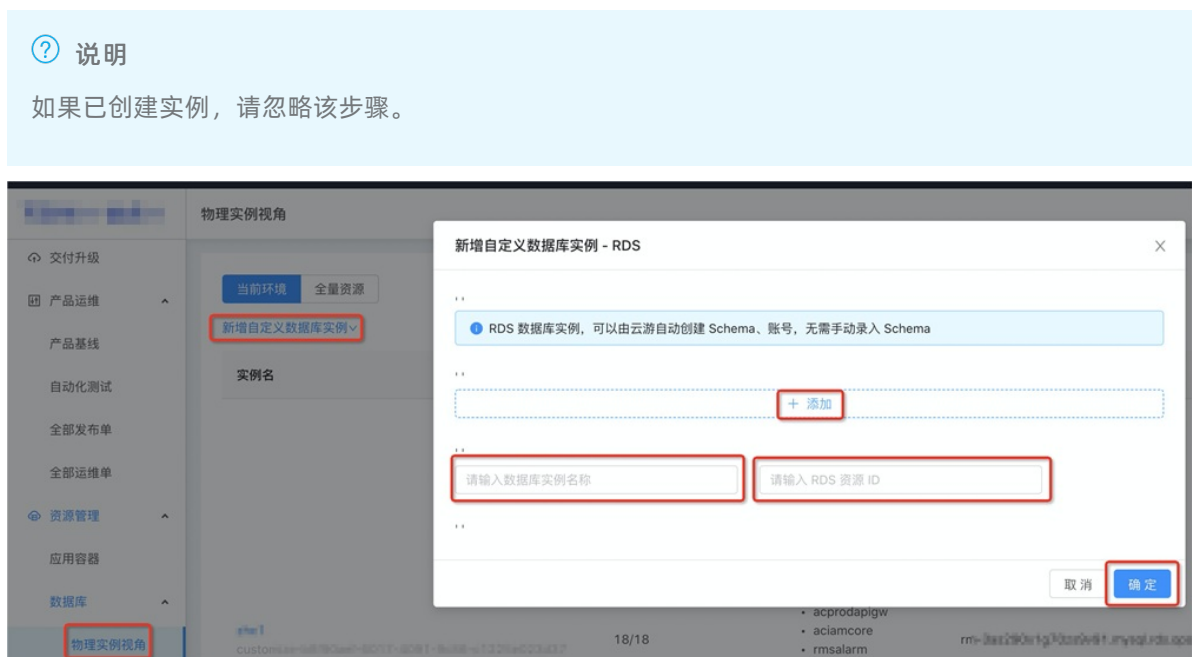 说明
如果已创建实例，请忽略该步骤。
物理实例视角
交付升级
产品运维
产品基线
自动化测试
全部发布单
全部运维单
资源管理
应用容器
数据库
物理实例视角
当前环境
全量资源
新增自定义数据库实例
实例名
新增自定义数据库实例 - RDS
RDS 数据库实例，可以由云游自动创建 Schema、账号，无需手动录入 Schema
+ 添加
请输入数据库实例名称
请输入 RDS 资源 ID
取 消
确 定
18/18
• acprodapigw
• aciamcore
• rmsalarm